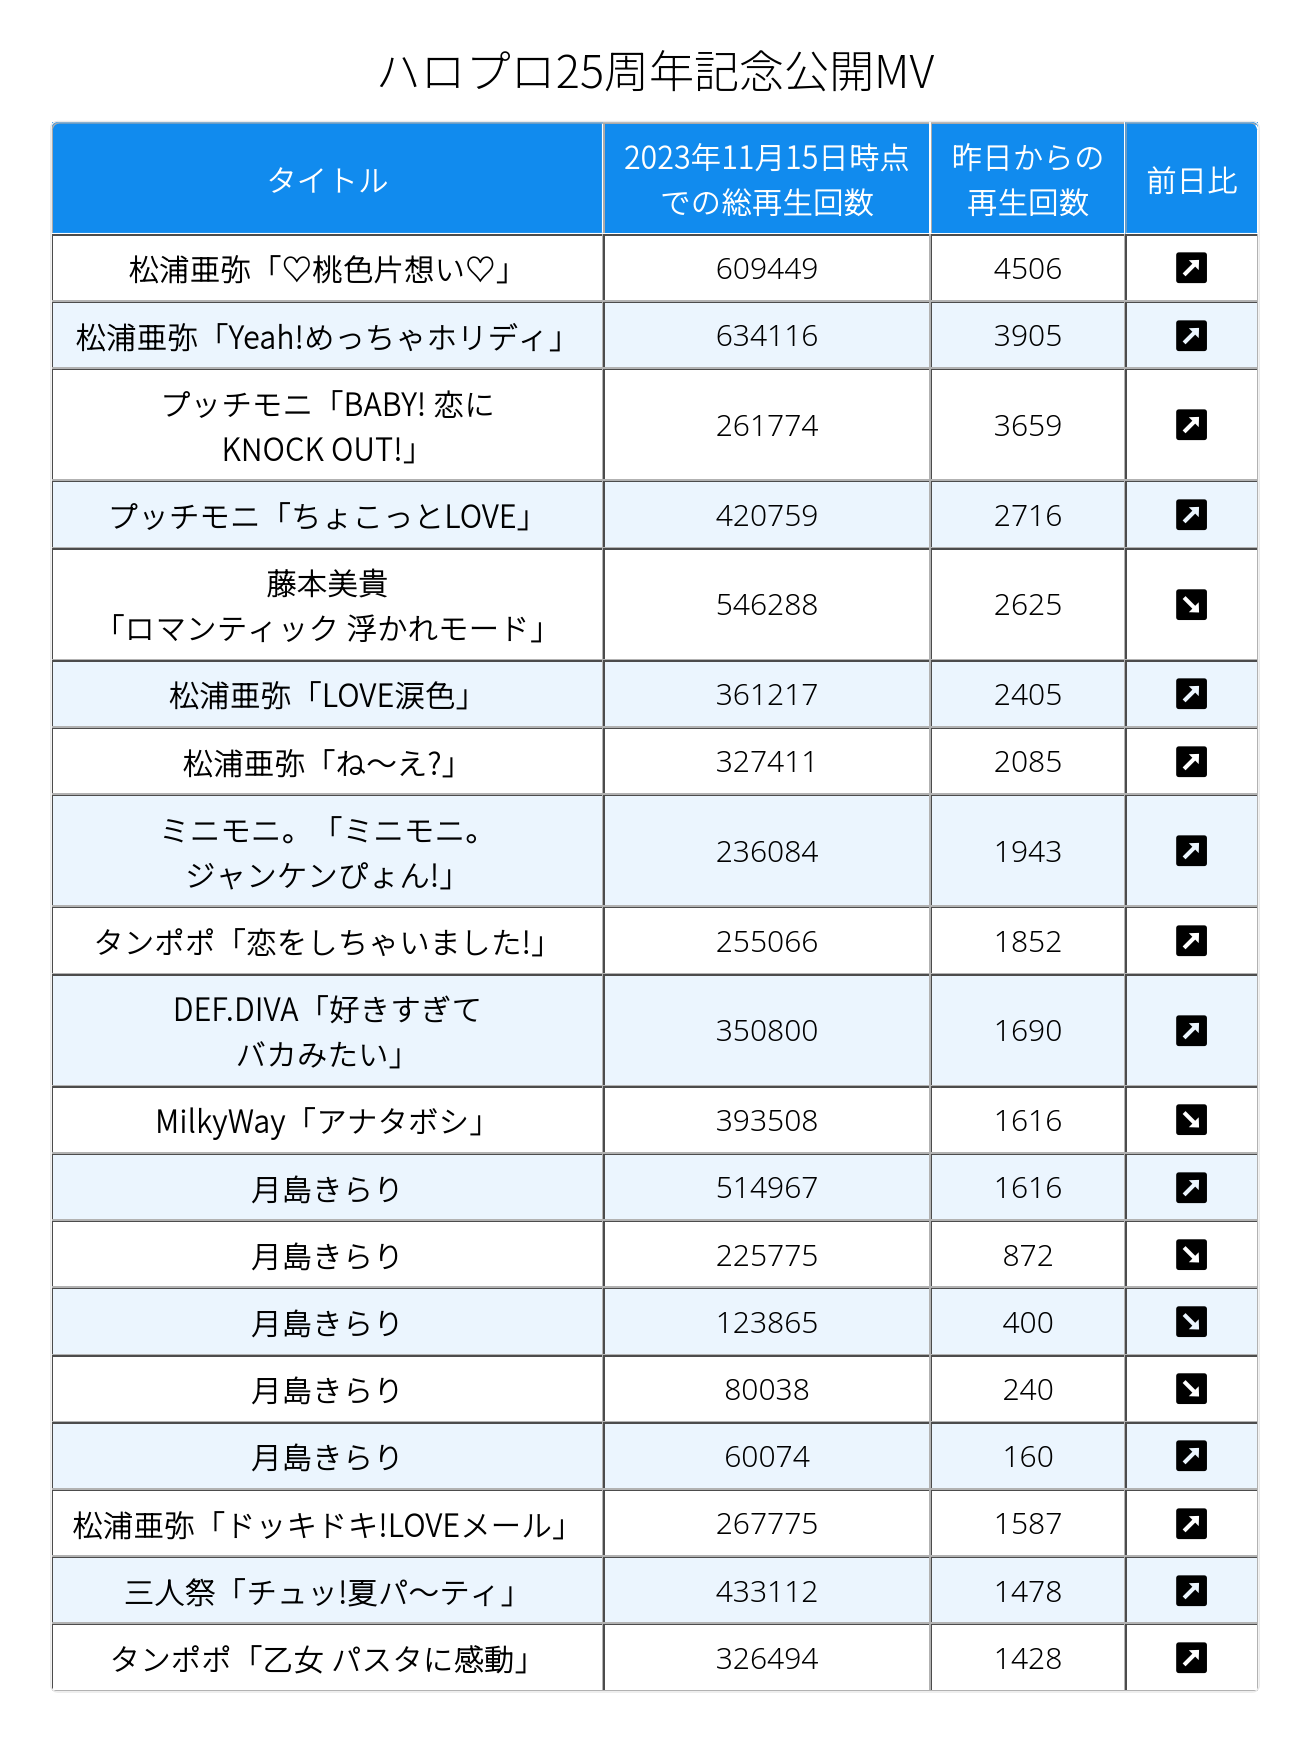 ハロプロ25周年記念公開MV
タイトル
2023年11月15日時点
での総再生回数
昨日からの
再生回数
前日比
松浦亜弥「♡桃色片想い♡」 609449 4506 ↗
松浦亜弥「Yeah!めっちゃホリディ」 634116 3905 ↗
プッチモニ「BABY! 恋に
KNOCK OUT!」 261774 3659 ↗
プッチモニ「ちょこっとLOVE」 420759 2716 ↗
藤本美貴
「ロマンティック 浮かれモード」 546288 2625 ↘
松浦亜弥「LOVE涙色」 361217 2405 ↗
松浦亜弥「ね〜え?」 327411 2085 ↗
ミニモニ。「ミニモニ。
ジャンケンぴょん!」 236084 1943 ↗
タンポポ「恋をしちゃいました!」 255066 1852 ↗
DEF.DIVA「好きすぎて
バカみたい」 350800 1690 ↗
MilkyWay「アナタボシ」 393508 1616 ↘
月島きらり 514967 1616 ↗
月島きらり 225775 872 ↘
月島きらり 123865 400 ↘
月島きらり 80038 240 ↘
月島きらり 60074 160 ↗
松浦亜弥「ドッキドキ!LOVEメール」 267775 1587 ↗
三人祭「チュッ!夏パ〜ティ」 433112 1478 ↗
タンポポ「乙女 パスタに感動」 326494 1428 ↗